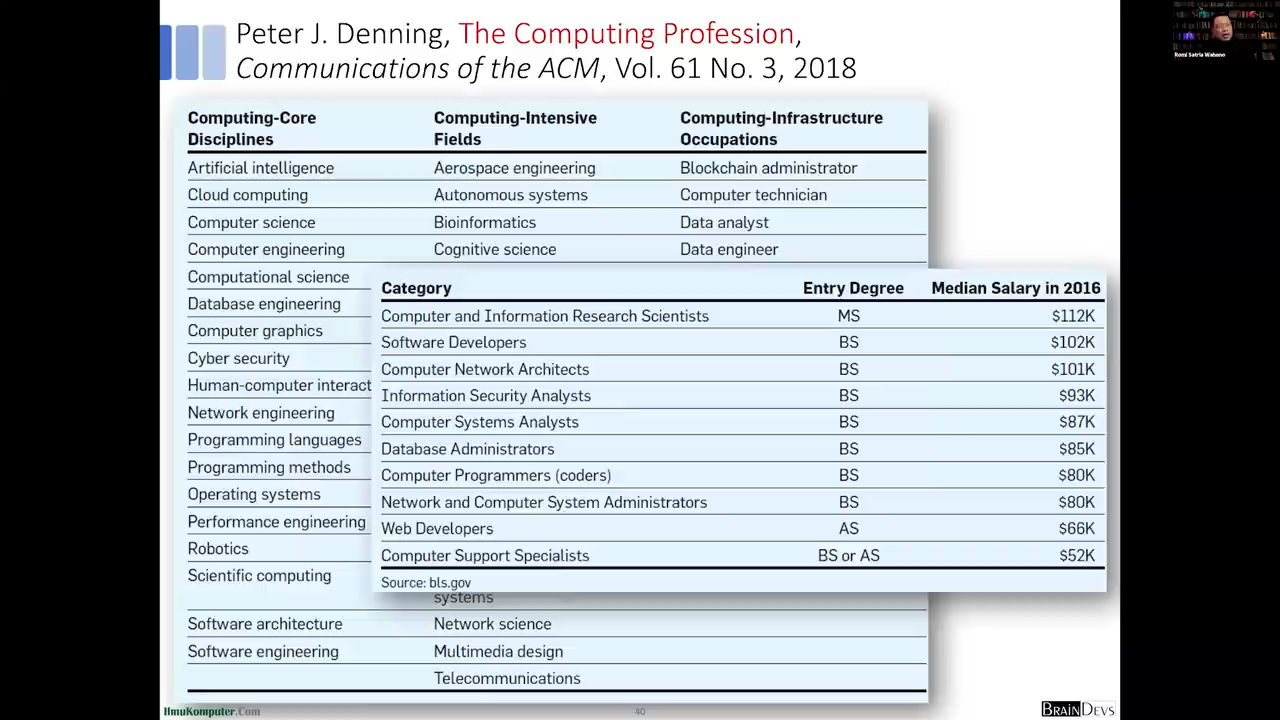 Peter J. Denning, The Computing Profession,
Communications of the ACM, Vol. 61 No. 3, 2018
Romi Satria Wahono
Computing-Core Disciplines
Computing-Intensive Fields
Computing-Infrastructure Occupations
Artificial intelligence Aerospace engineering Blockchain administrator
Cloud computing Autonomous systems Computer technician
Computer science Bioinformatics Data analyst
Computer engineering Cognitive science Data engineer
Computational science
Database engineering
Computer graphics
Cyber security
Human-computer interact
Network engineering
Programming languages
Programming methods
Operating systems
Performance engineering
Robotics
Scientific computing
systems
Software architecture Network science
Software engineering Multimedia design
Telecommunications
Category Entry Degree Median Salary in 2016
Computer and Information Research Scientists MS $112K
Software Developers BS $102K
Computer Network Architects BS $101K
Information Security Analysts BS $93K
Computer Systems Analysts BS $87K
Database Administrators BS $85K
Computer Programmers (coders) BS $80K
Network and Computer System Administrators BS $80K
Web Developers AS $66K
Computer Support Specialists BS or AS $52K
Source: bls.gov
IlmuKomputer.Com
40
BRAINDEVS